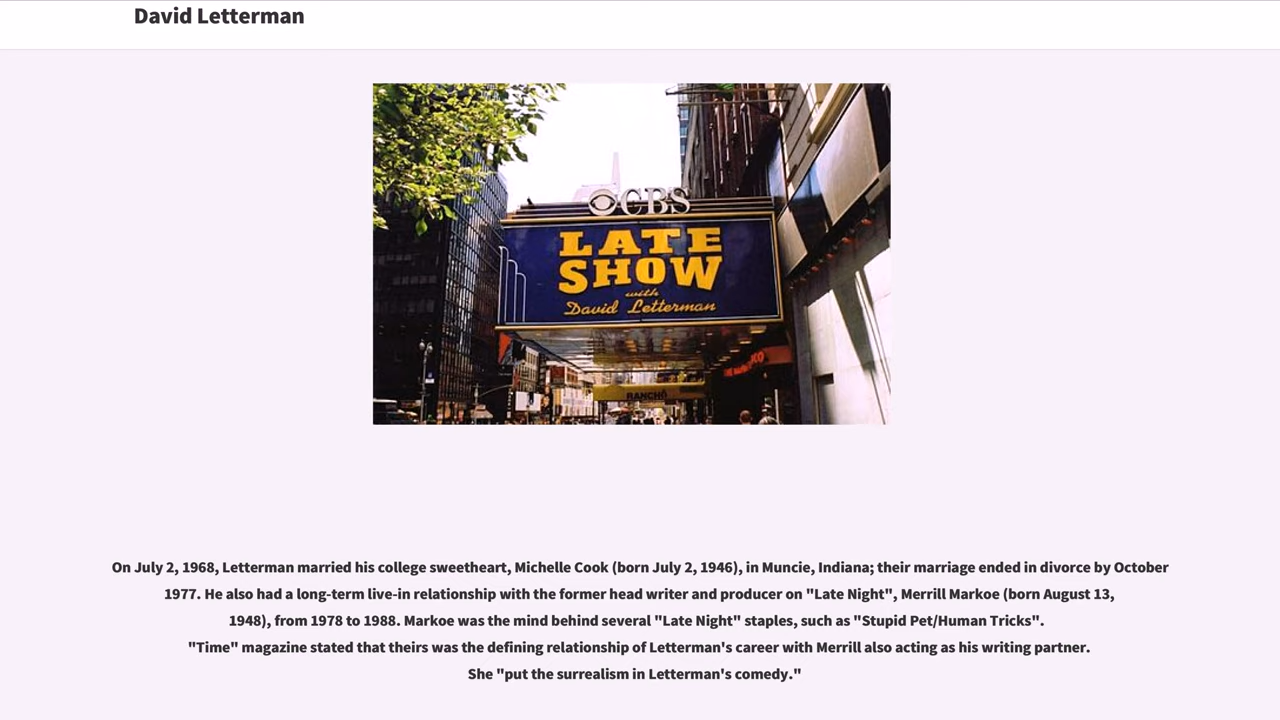 David Letterman
CBS
LATE
SHOW
with
David Letterman
RANCHO
On July 2, 1968, Letterman married his college sweetheart, Michelle Cook (born July 2, 1946), in Muncie, Indiana; their marriage ended in divorce by October
1977. He also had a long-term live-in relationship with the former head writer and producer on "Late Night", Merrill Markoe (born August 13,
1948), from 1978 to 1988. Markoe was the mind behind several "Late Night" staples, such as "Stupid Pet/Human Tricks".
"Time" magazine stated that theirs was the defining relationship of Letterman's career with Merrill also acting as his writing partner.
She "put the surrealism in Letterman's comedy."